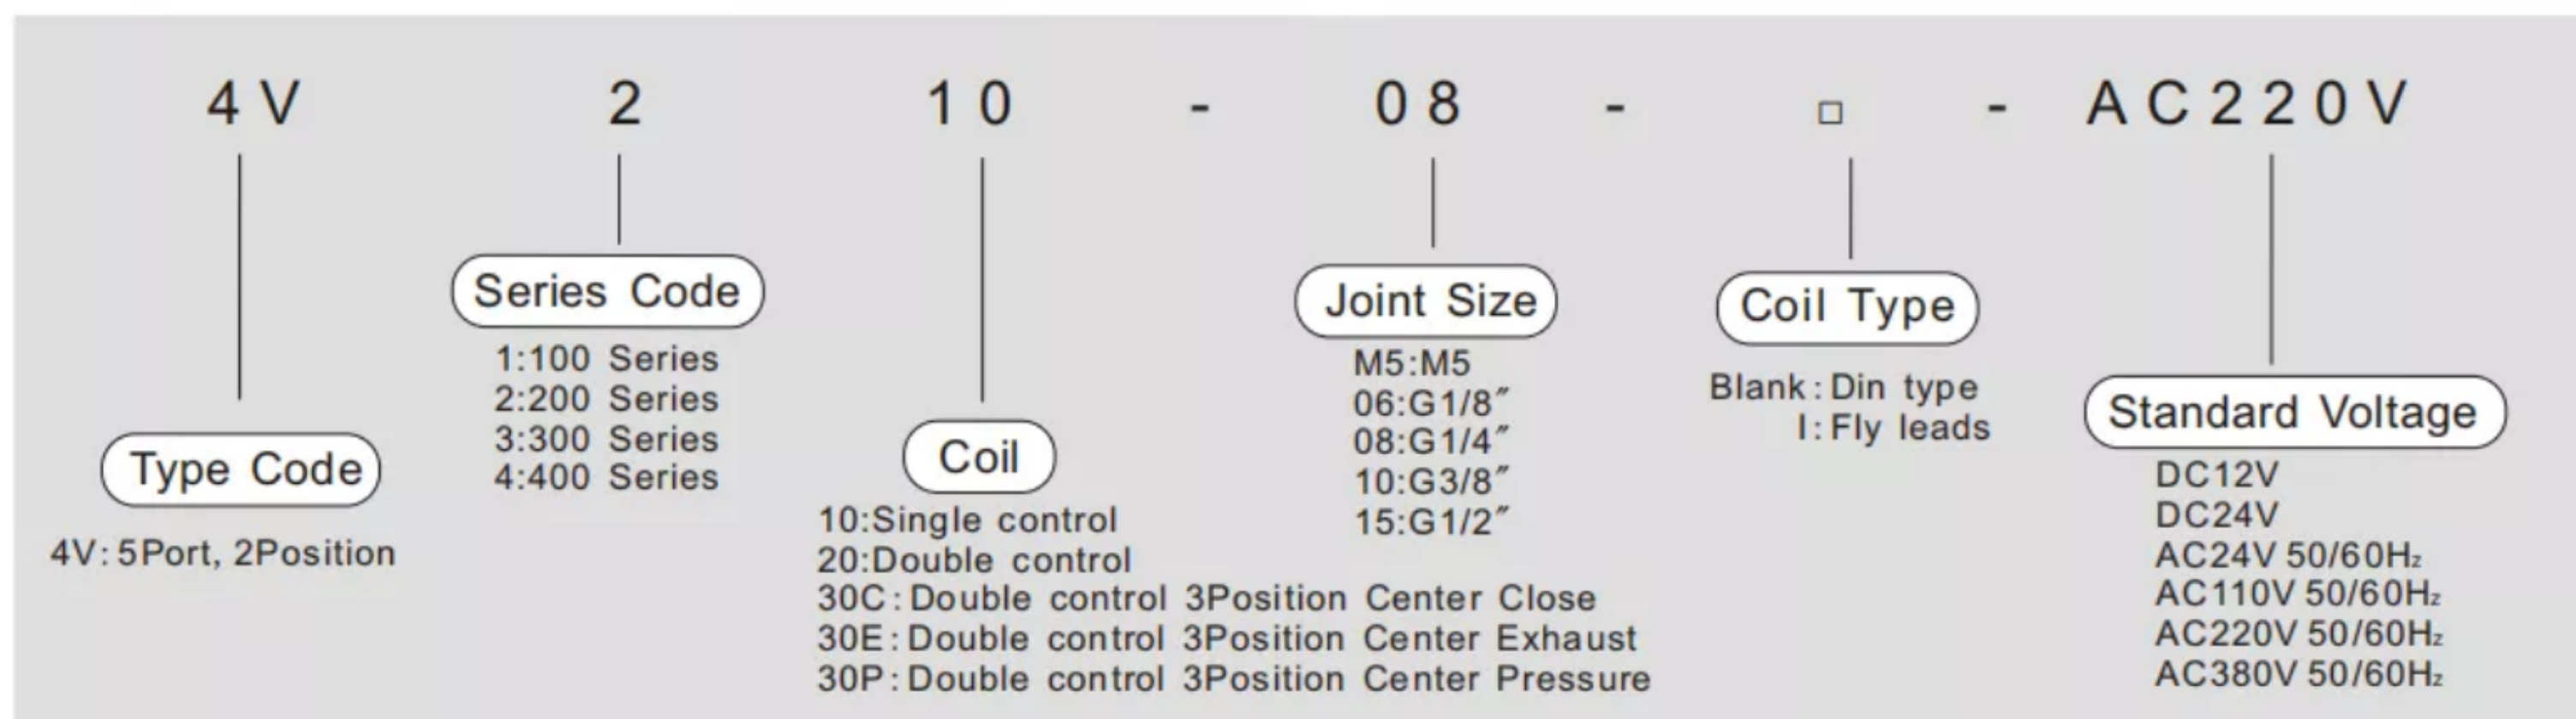 4V 2 10 - 08 - □ - AC220V
Type Code
4V: 5Port, 2Position
Series Code
1:100 Series
2:200 Series
3:300 Series
4:400 Series
Coil
10:Single control
20:Double control
30C: Double control 3Position Center Close
30E: Double control 3Position Center Exhaust
30P: Double control 3Position Center Pressure
Joint Size
M5:M5
06:G1/8″
08:G1/4″
10:G3/8″
15:G1/2″
Coil Type
Blank: Din type
I: Fly leads
Standard Voltage
DC12V
DC24V
AC24V 50/60Hz
AC110V 50/60Hz
AC220V 50/60Hz
AC380V 50/60Hz